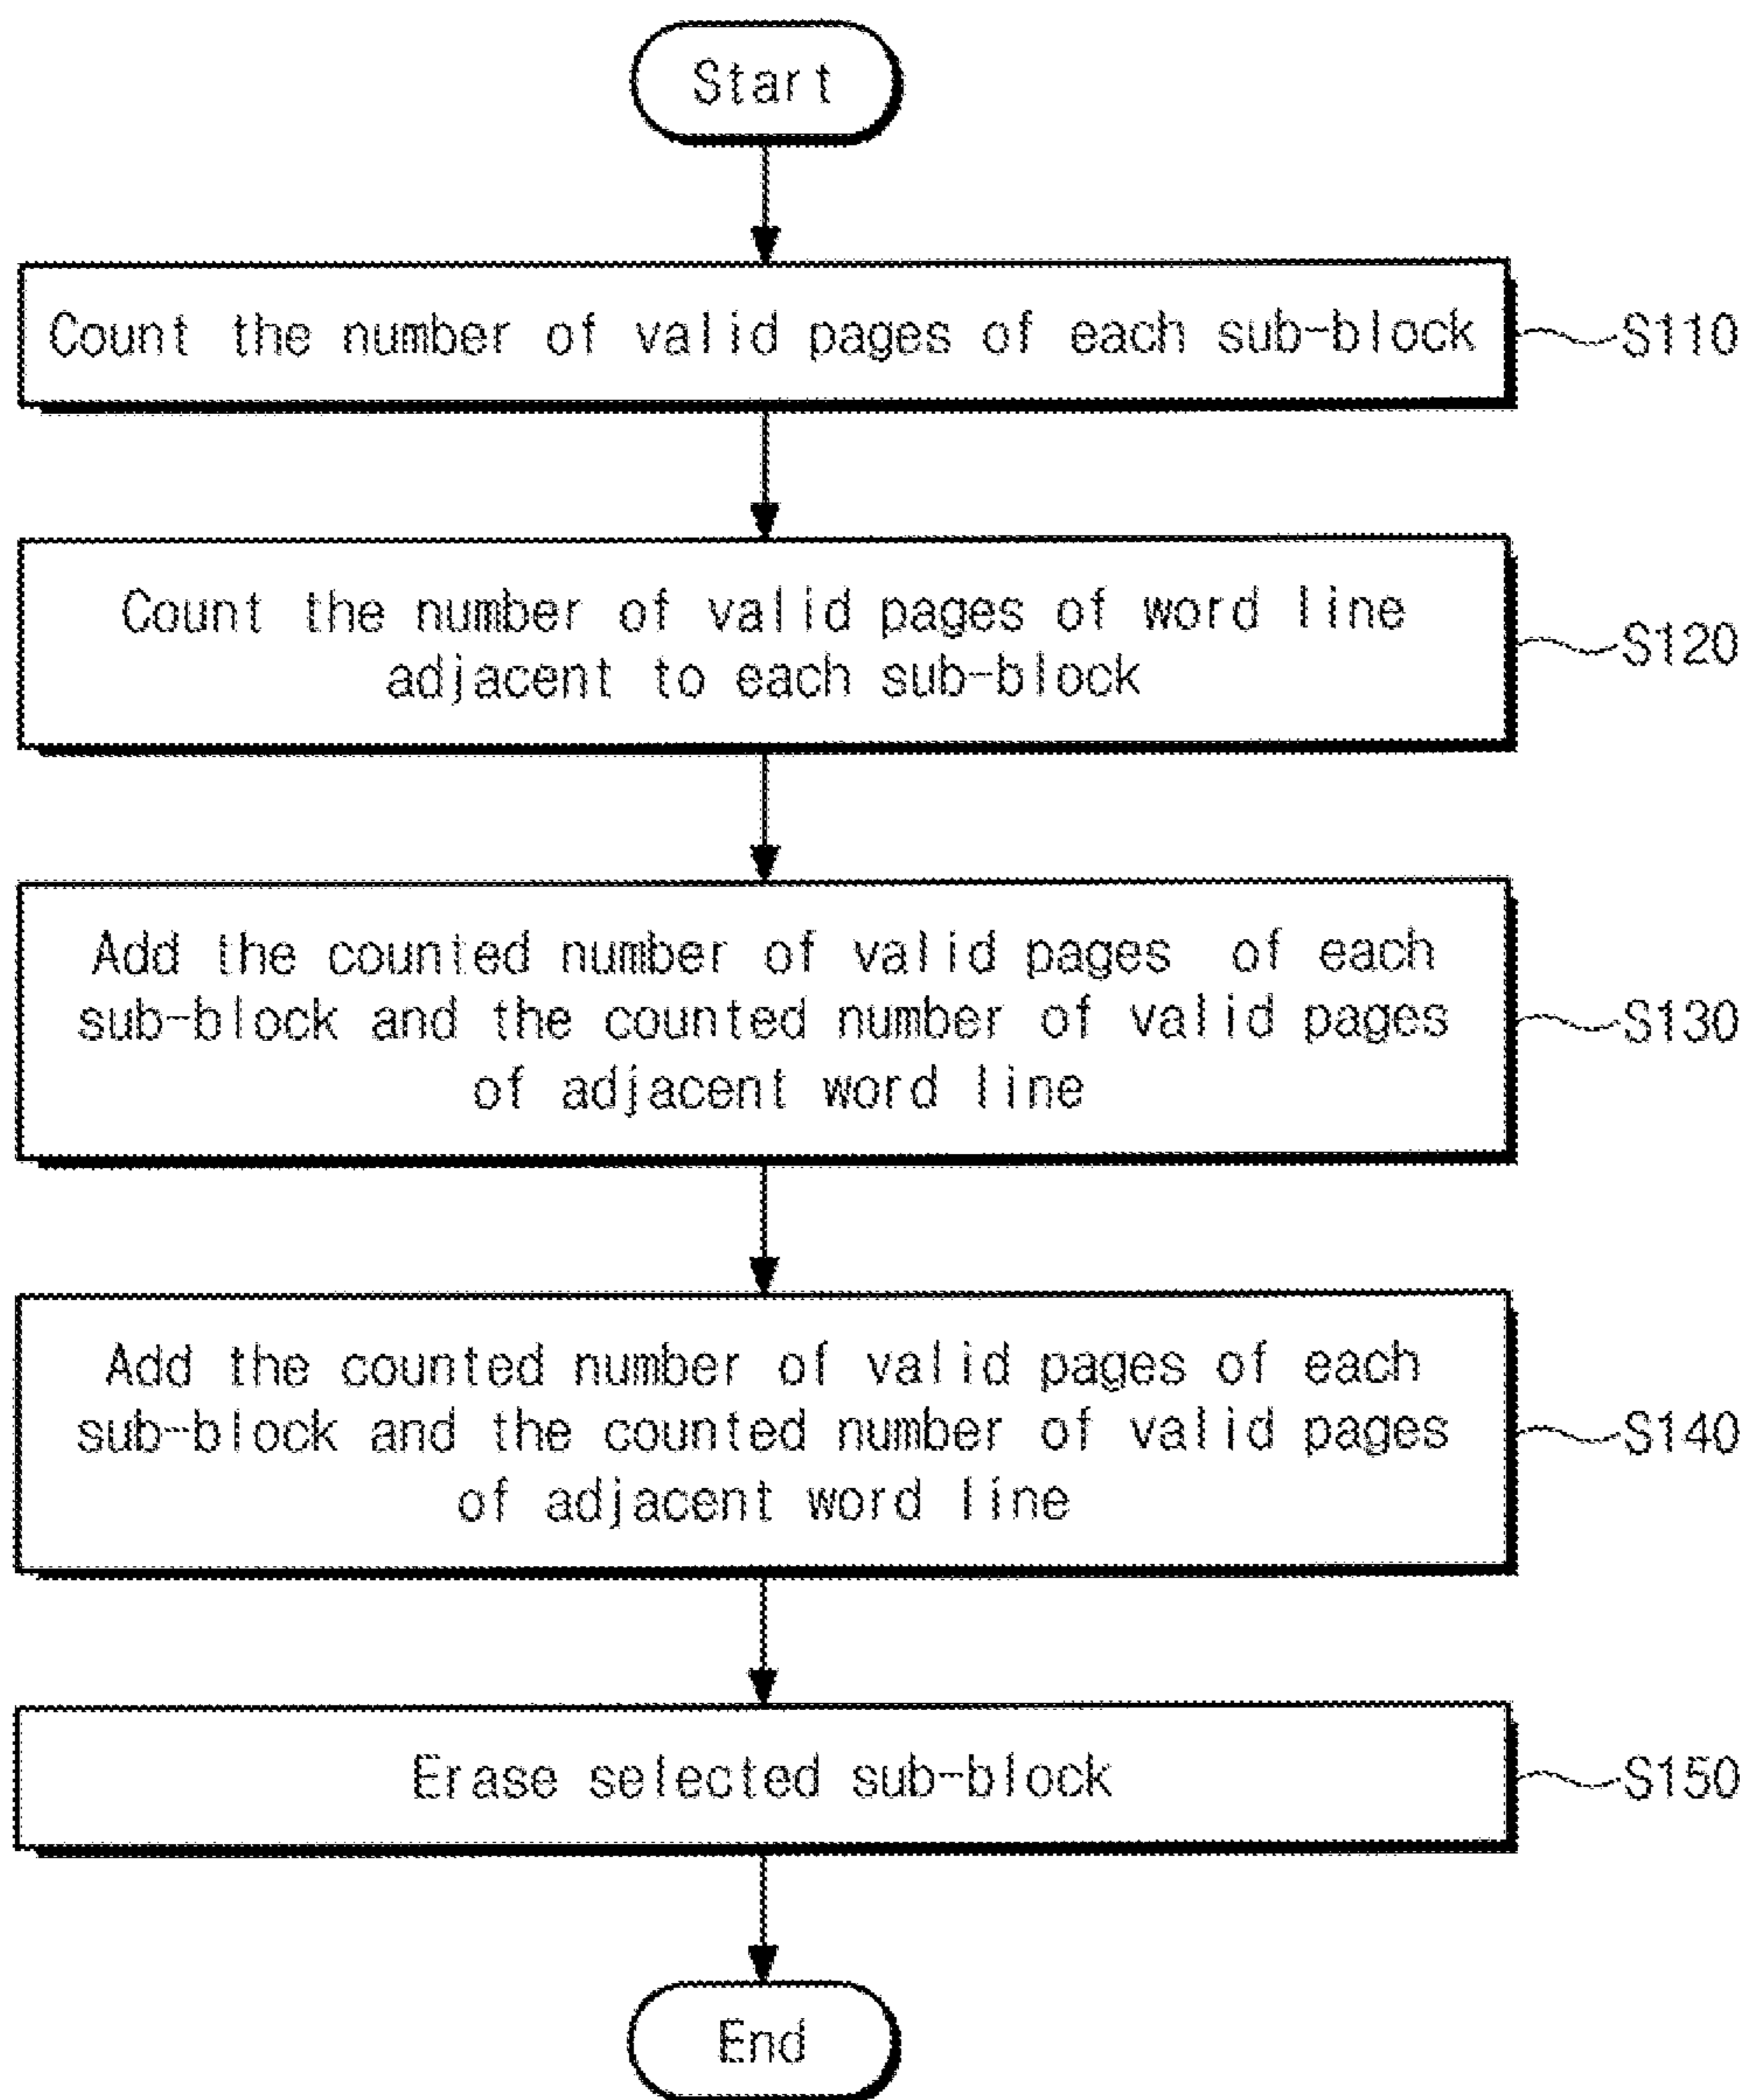 Start
Count the number of valid pages of each sub-block
S110
Count the number of valid pages of word line
adjacent to each sub-block
S120
Add the counted number of valid pages of each
sub-block and the counted number of valid pages
of adjacent word line
S130
Add the counted number of valid pages of each
sub-block and the counted number of valid pages
of adjacent word line
S140
Erase selected sub-block
S150
End